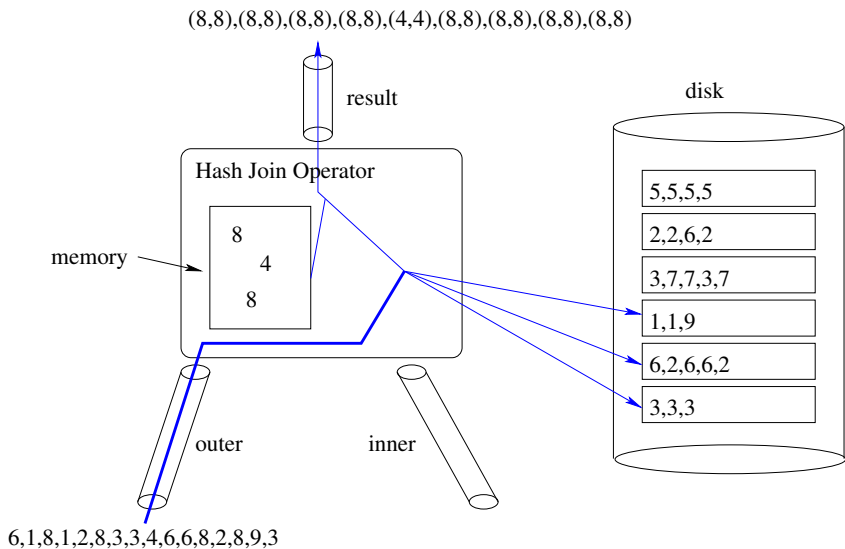 (8,8),(8,8),(8,8),(8,8),(4,4),(8,8),(8,8),(8,8),(8,8)
result
disk
Hash Join Operator
memory
8
4
8
5,5,5,5
2,2,6,2
3,7,7,3,7
1,1,9
6,2,6,6,2
3,3,3
outer
inner
6,1,8,1,2,8,3,3,4,6,6,8,2,8,9,3